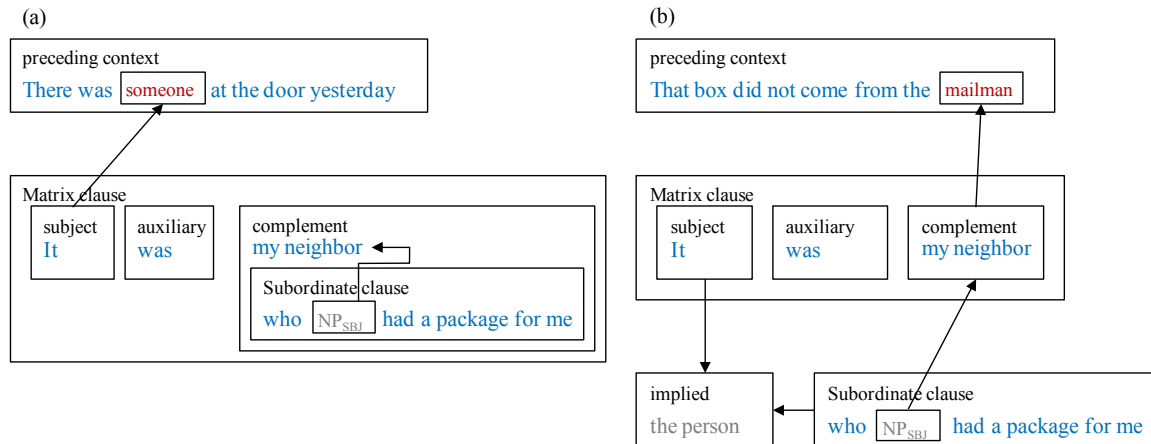 (a)
preceding context
There was someone at the door yesterday
Matrix clause
subject
It
auxiliary
was
complement
my neighbor
Subordinate clause
who NP_SBJ had a package for me
(b)
preceding context
That box did not come from the mailman
Matrix clause
subject
It
auxiliary
was
complement
my neighbor
implied
the person
Subordinate clause
who NP_SBJ had a package for me